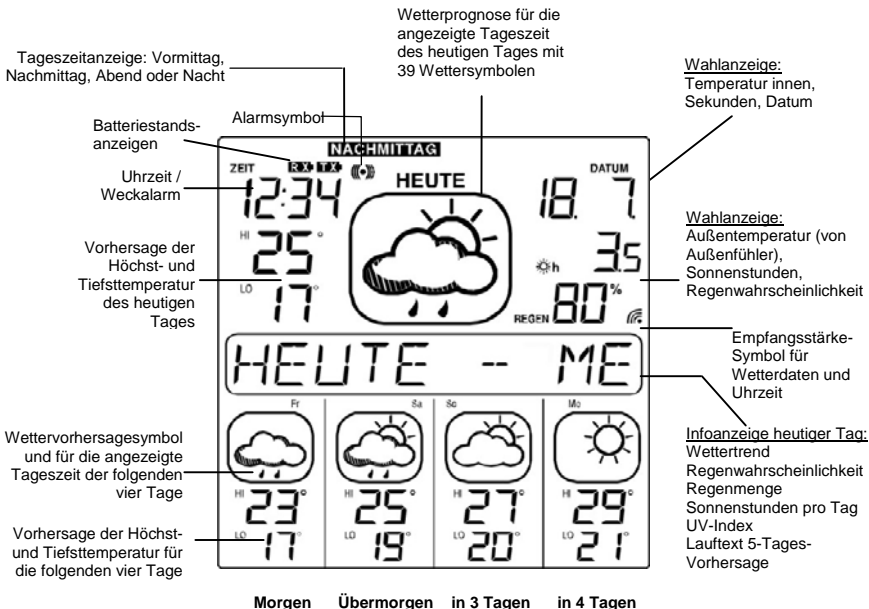 Wetterprognose für die
angezeigte Tageszeit
des heutigen Tages mit
39 Wettersymbolen
Tageszeitanzeige: Vormittag,
Nachmittag, Abend oder Nacht
Wahlanzeige:
Temperatur innen,
Sekunden, Datum
Batteriestands-
anzeigen
Alarmsymbol
Uhrzeit /
Weckalarm
Vorhersage der
Höchst- und
Tiefsttemperatur
des heutigen
Tages
NACHMITTAG
ZEIT RX TX DATUM
12:34 HEUTE 18. 7.
HI 25°
LO 17°
h 3.5
REGEN 80%
HEUTE -- ME
Wahlanzeige:
Außentemperatur (von
Außenfühler),
Sonnenstunden,
Regenwahrscheinlichkeit
Empfangsstärke-
Symbol für
Wetterdaten und
Uhrzeit
Infoanzeige heutiger Tag:
Wettertrend
Regenwahrscheinlichkeit
Regenmenge
Sonnenstunden pro Tag
UV-Index
Lauftext 5-Tages-
Vorhersage
Wettervorhersagesymbol
und für die angezeigte
Tageszeit der folgenden
vier Tage
Vorhersage der Höchst-
und Tiefsttemperatur für
die folgenden vier Tage
Fr Sa So Mo
HI 23° HI 25° HI 27° HI 29°
LO 17° LO 19° LO 20° LO 21°
Morgen Übermorgen in 3 Tagen in 4 Tagen